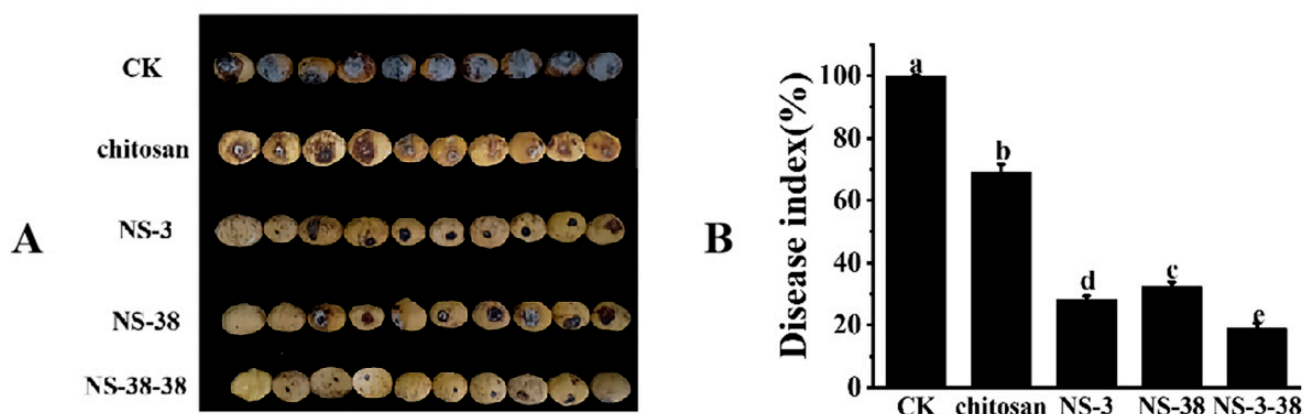 CK
chitosan
NS-3
A
NS-38
NS-38-38
Disease index(%)
100
80
60
40
20
0
a
b
d
c
e
B
CK chitosan NS-3 NS-38 NS-3-38